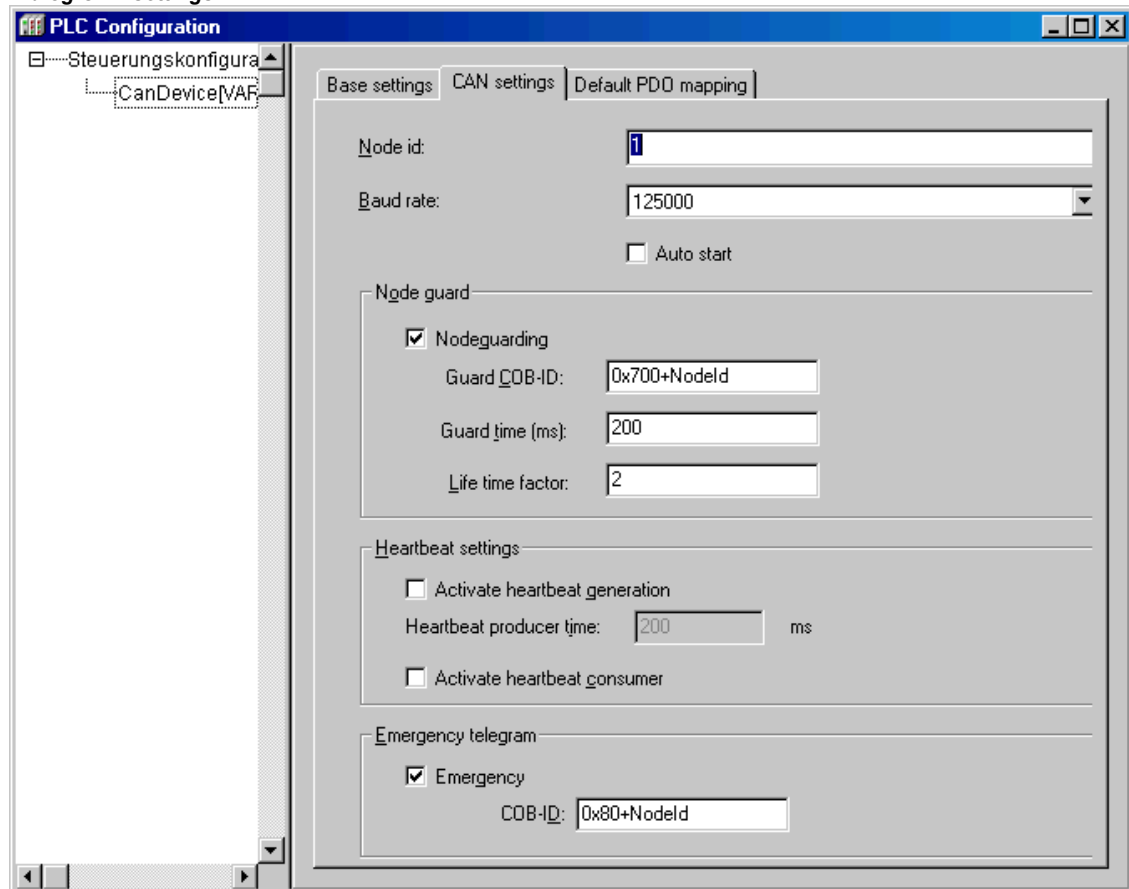 PLC Configuration
Steuerungskonfigura
CanDevice[VAR
Base settings CAN settings Default PDO mapping
Node id: 1
Baud rate: 125000
Auto start
Node guard
Nodeguarding
Guard COB-ID: 0x700+NodeId
Guard time (ms): 200
Life time factor: 2
Heartbeat settings
Activate heartbeat generation
Heartbeat producer time: 200 ms
Activate heartbeat consumer
Emergency telegram
Emergency
COB-ID: 0x80+NodeId